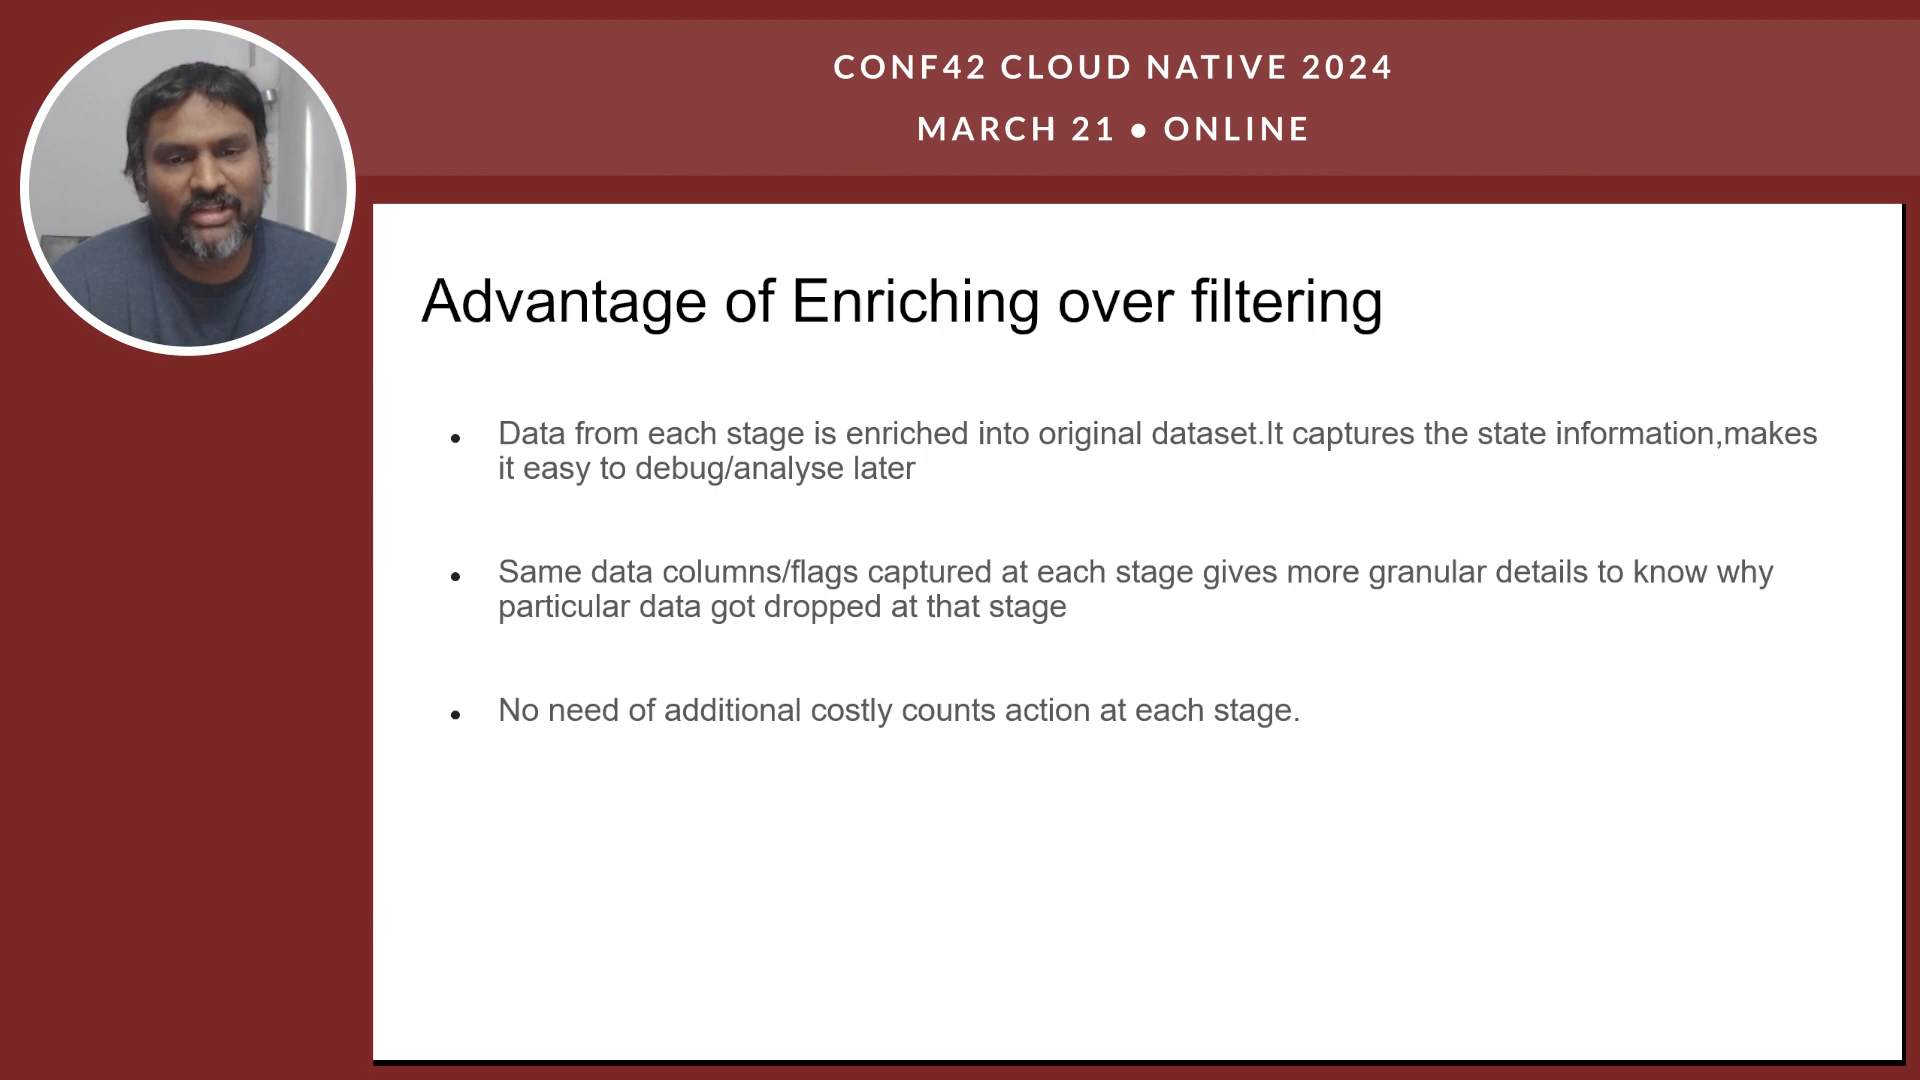 CONF42 CLOUD NATIVE 2024
MARCH 21 ● ONLINE
Advantage of Enriching over filtering
● Data from each stage is enriched into original dataset.It captures the state information,makes
it easy to debug/analyse later
● Same data columns/flags captured at each stage gives more granular details to know why
particular data got dropped at that stage
● No need of additional costly counts action at each stage.